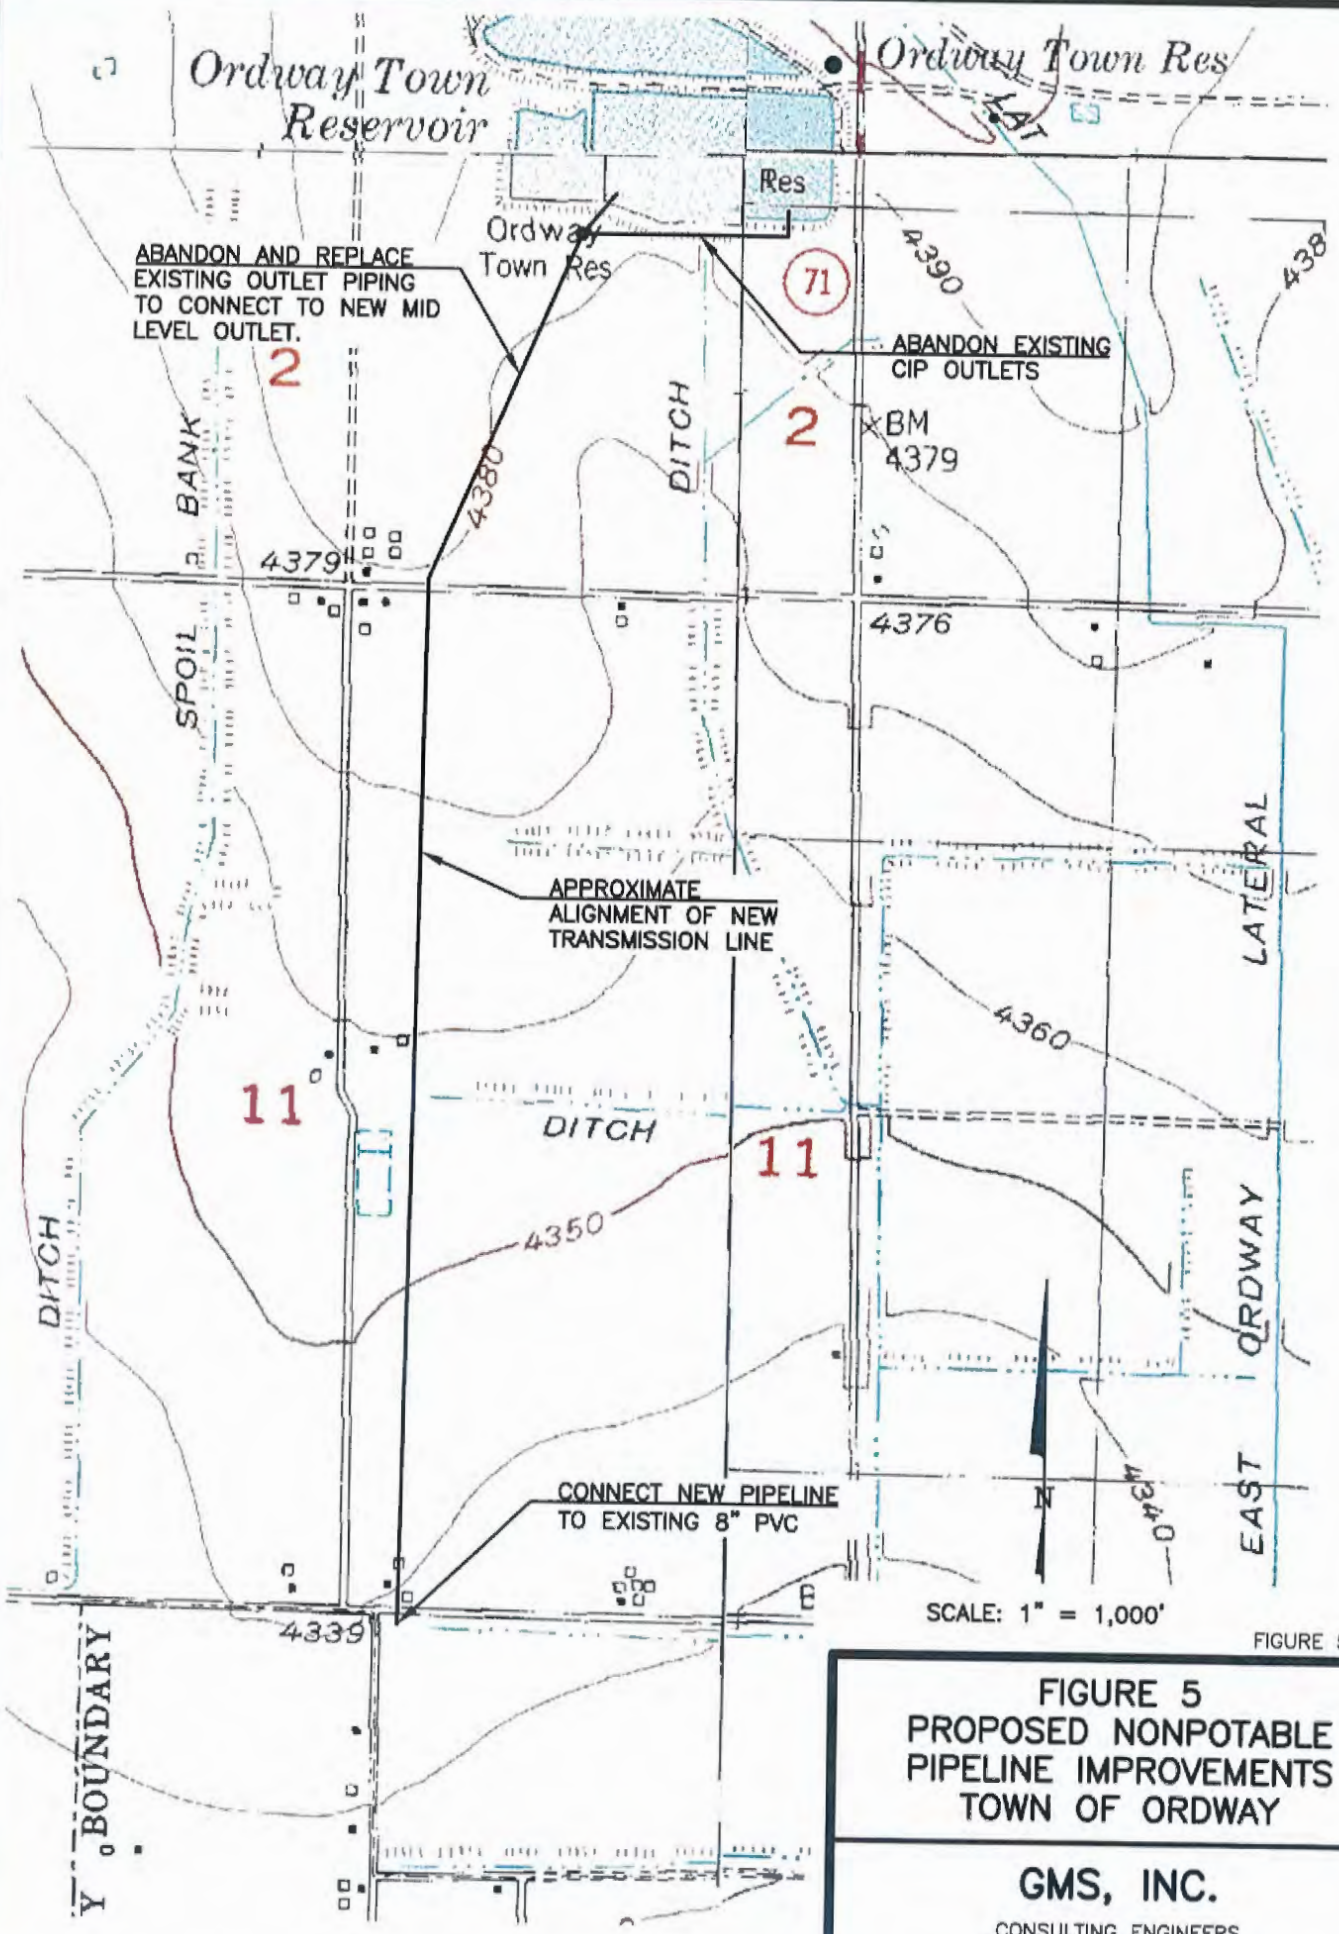 Ordway Town
Reservoir
Ordway Town Res
LAT
Res
Ordway
Town Res
ABANDON AND REPLACE
EXISTING OUTLET PIPING
TO CONNECT TO NEW MID
LEVEL OUTLET.
71
4390
438
ABANDON EXISTING
CIP OUTLETS
2
2
BM
4379
DITCH
SPOIL BANK
4380
4379
4376
APPROXIMATE
ALIGNMENT OF NEW
TRANSMISSION LINE
EAST ORDWAY LATERAL
4360
11
DITCH
11
4350
DITCH
CONNECT NEW PIPELINE
TO EXISTING 8" PVC
N
4340
4339
SCALE: 1" = 1,000'
Y BOUNDARY
FIGURE
FIGURE 5
PROPOSED NONPOTABLE
PIPELINE IMPROVEMENTS
TOWN OF ORDWAY
GMS, INC.
CONSULTING ENGINEERS